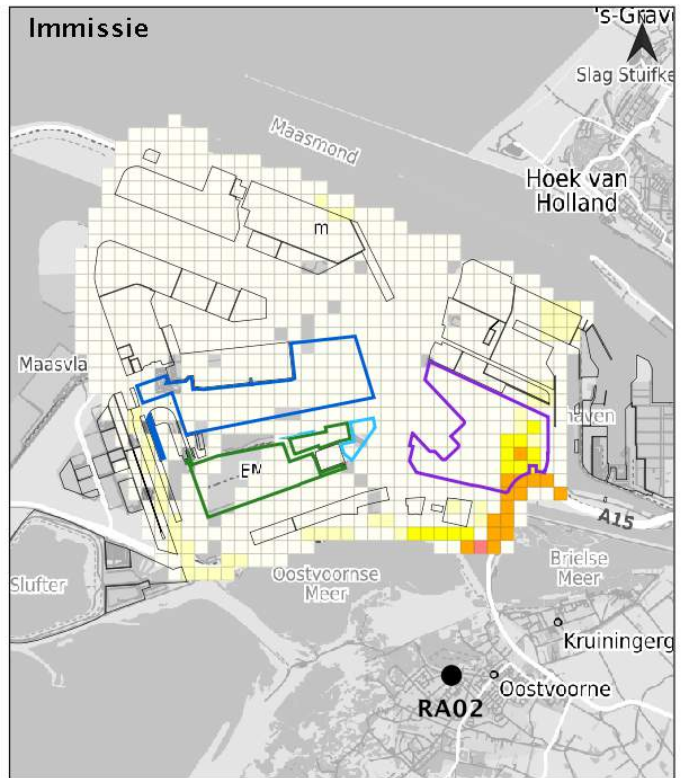 Immissie
's-Grav
Slag Stuifke
Maasmond
Hoek van
Holland
m
Maasvla
haven
EM
A15
Slufter
Oostvoornse
Meer
Brielse
Meer
Kruiningerg
Oostvoorne
RA02